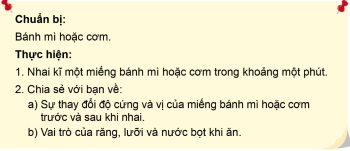 Chuẩn bị:
Bánh mì hoặc cơm.
Thực hiện:
1. Nhai kĩ một miếng bánh mì hoặc cơm trong khoảng một phút.
2. Chia sẻ với bạn về:
a) Sự thay đổi độ cứng và vị của miếng bánh mì hoặc cơm
trước và sau khi nhai.
b) Vai trò của răng, lưỡi và nước bọt khi ăn.